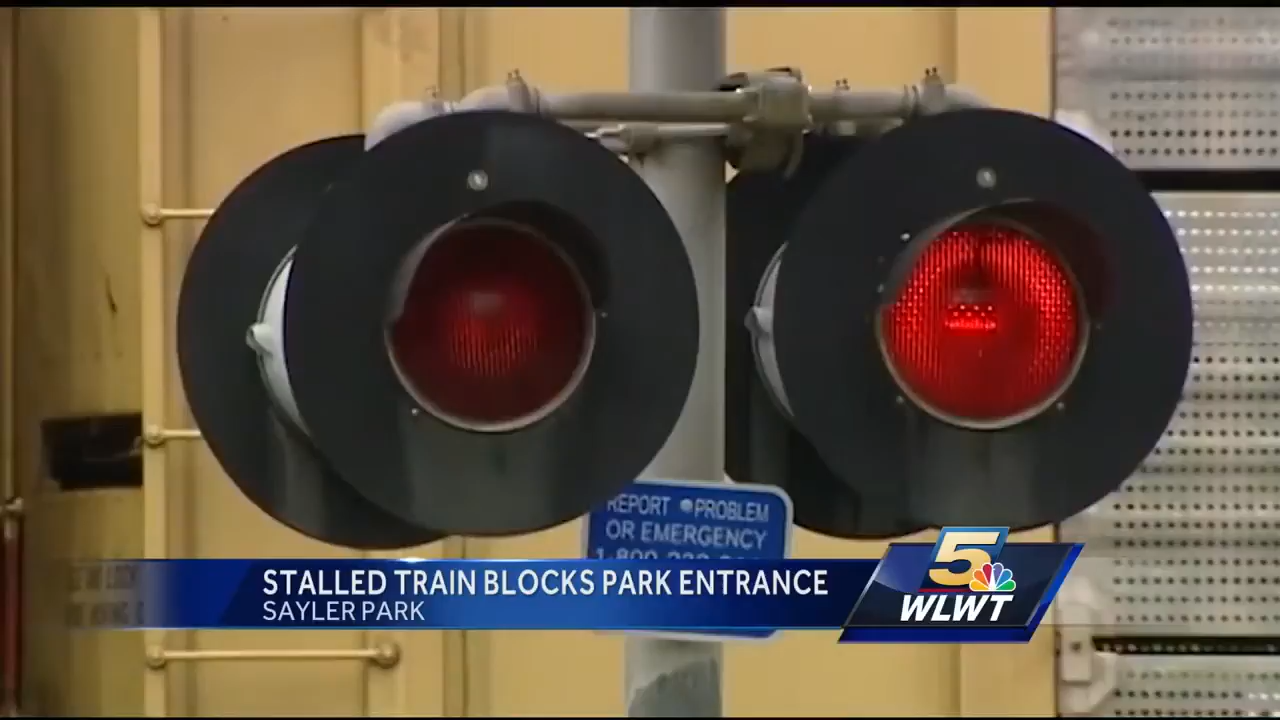 REPORT PROBLEM
OR EMERGENCY
STALLED TRAIN BLOCKS PARK ENTRANCE
SAYLER PARK
5
WLWT